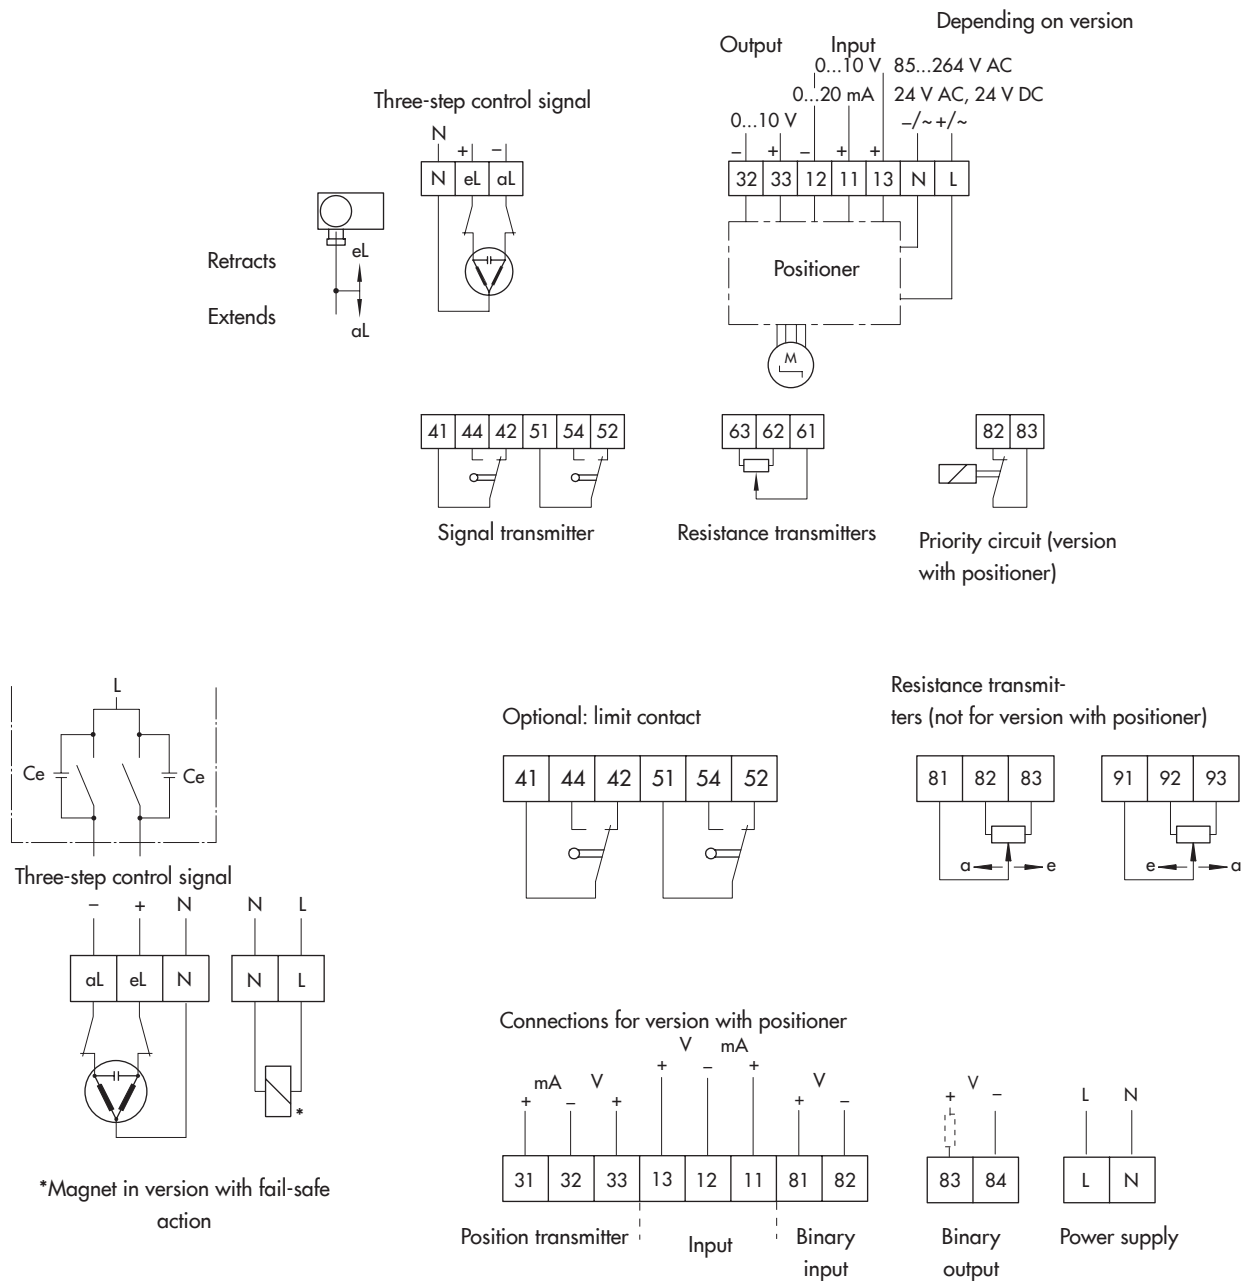 Depending on version
Output Input
0...10 V 85...264 V AC
Three-step control signal
0...20 mA 24 V AC, 24 V DC
0...10 V –/~ +/~
N + –
– + – + +
N eL aL
32 33 12 11 13 N L
Retracts
eL
Extends
aL
Positioner
M
41 44 42 51 54 52
63 62 61
82 83
Signal transmitter
Resistance transmitters
Priority circuit (version
with positioner)
L
Ce Ce
Three-step control signal
– + N N L
aL eL N N L
*
*Magnet in version with fail-safe
action
Optional: limit contact
41 44 42 51 54 52
Resistance transmit-
ters (not for version with positioner)
81 82 83
91 92 93
a e
e a
Connections for version with positioner
V mA
+ – +
mA V
+ – +
V
+ –
V
+ –
L N
31 32 33 13 12 11 81 82
83 84
L N
Position transmitter
Input
Binary
input
Binary
output
Power supply